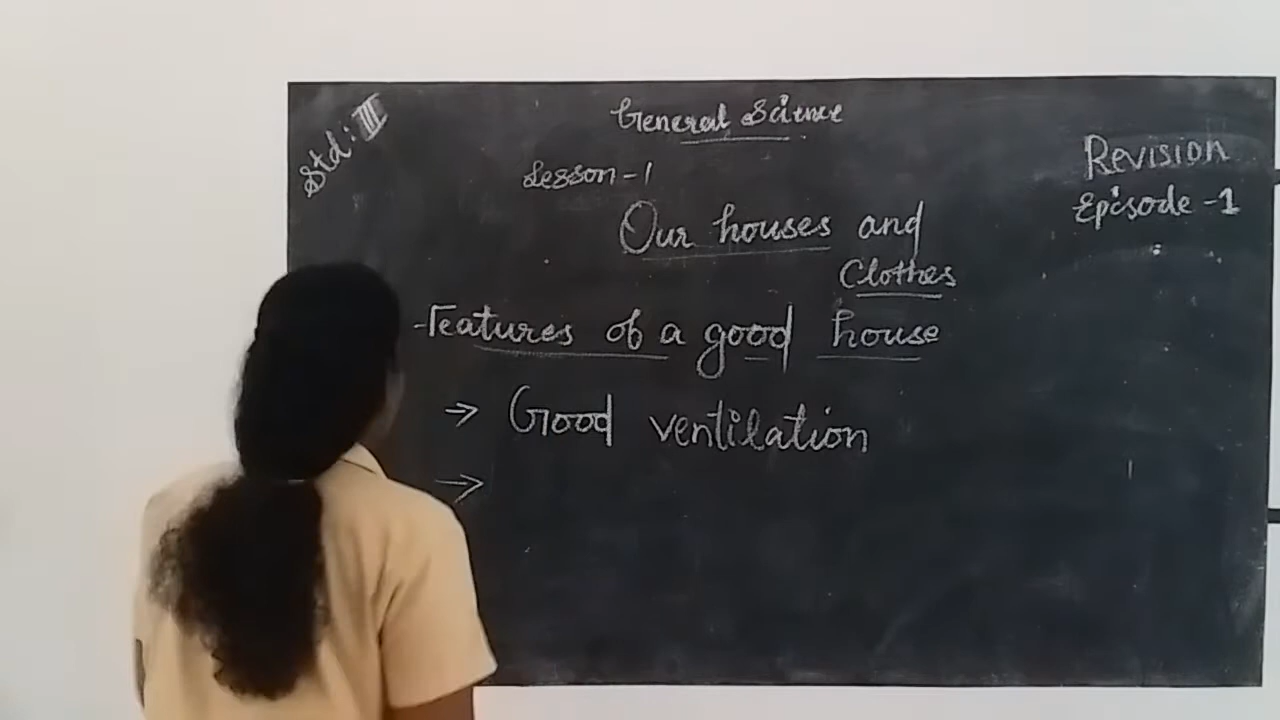 Std: III
General Science
Revision
Lesson - 1
Episode - 1
Our houses and
Clothes
Features of a good house
→ Good ventilation
→